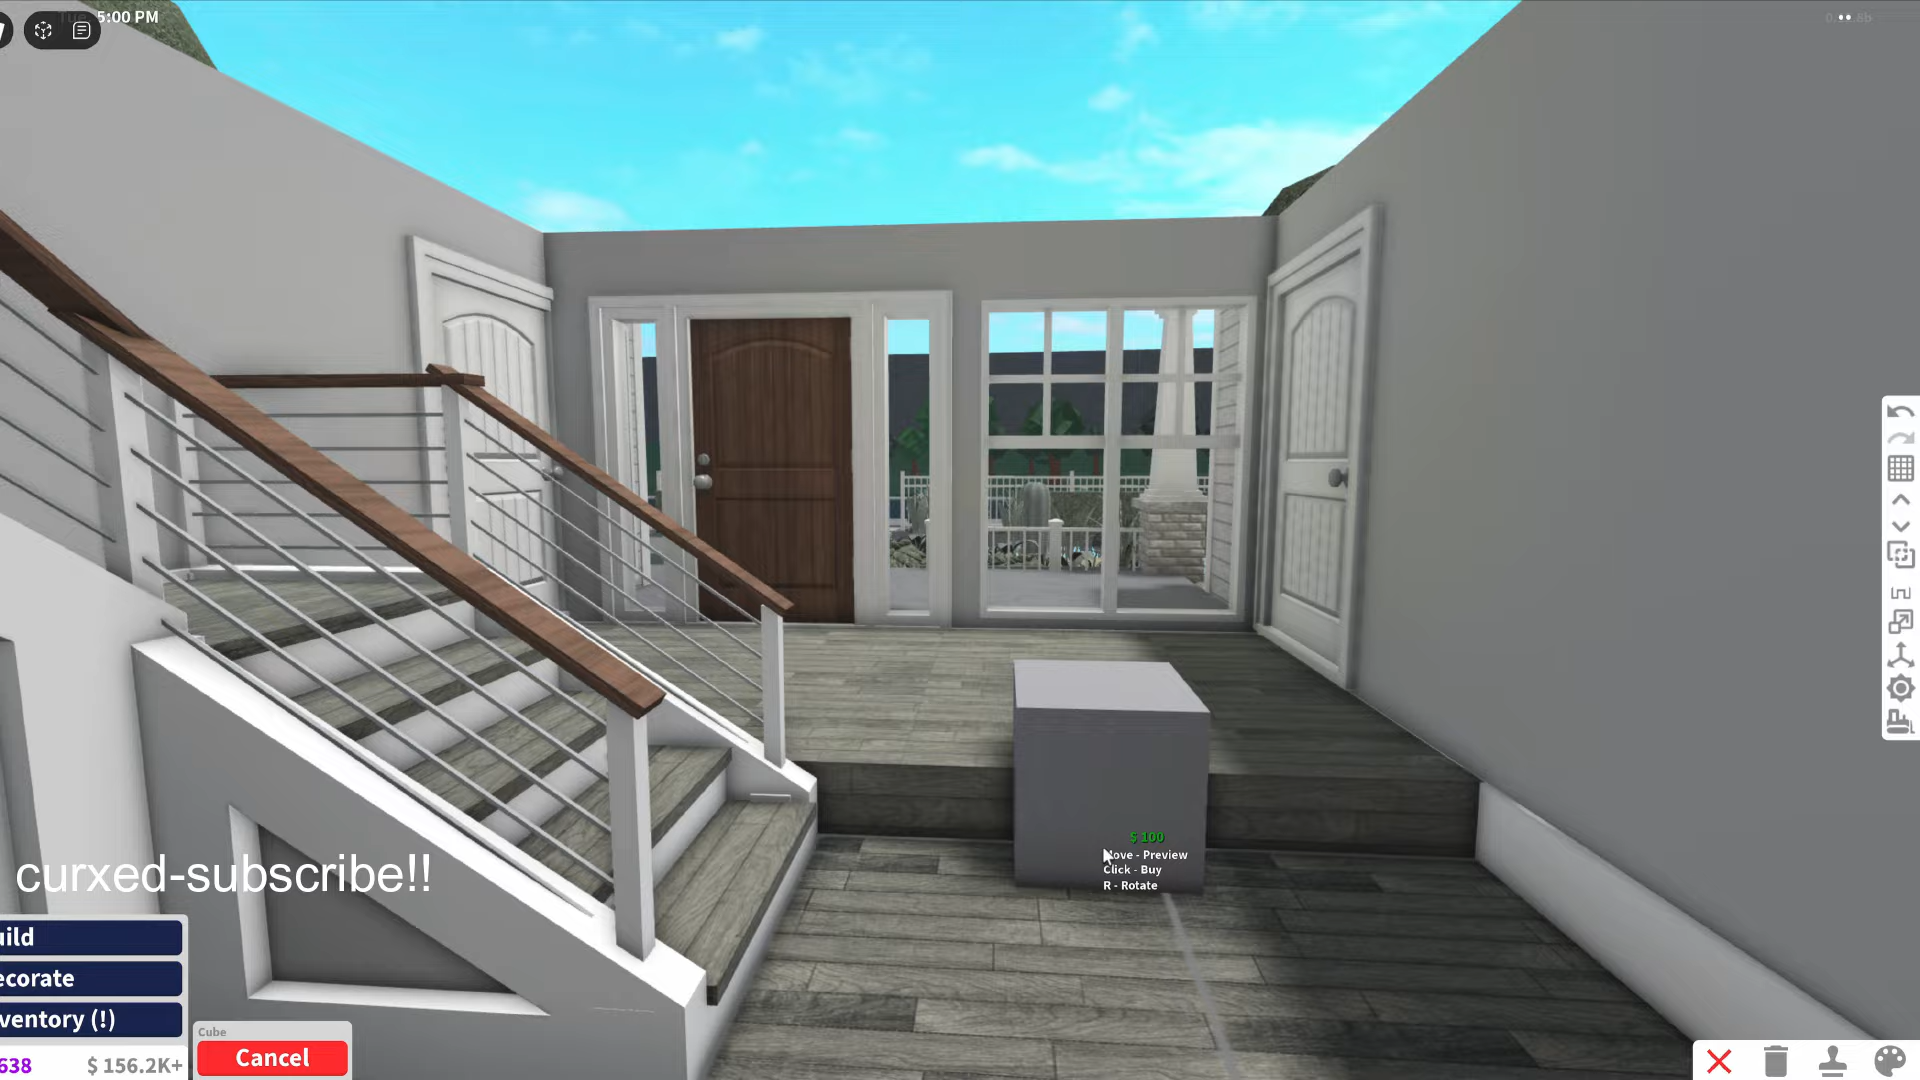 Tue. 5:00 PM
$ 100
Move - Preview
Click - Buy
R - Rotate
curxed-subscribe!!
uild
ecorate
ventory (!)
638
$ 156.2K+
Cube
Cancel